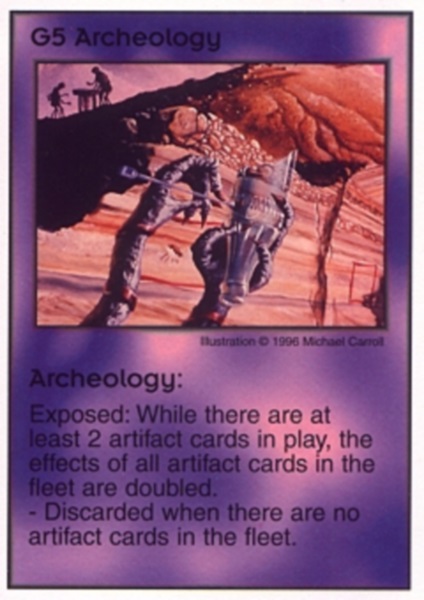 G5 Archeology
Illustration © 1996 Michael Carroll
Archeology:
Exposed: While there are at
least 2 artifact cards in play, the
effects of all artifact cards in the
fleet are doubled.
- Discarded when there are no
artifact cards in the fleet.